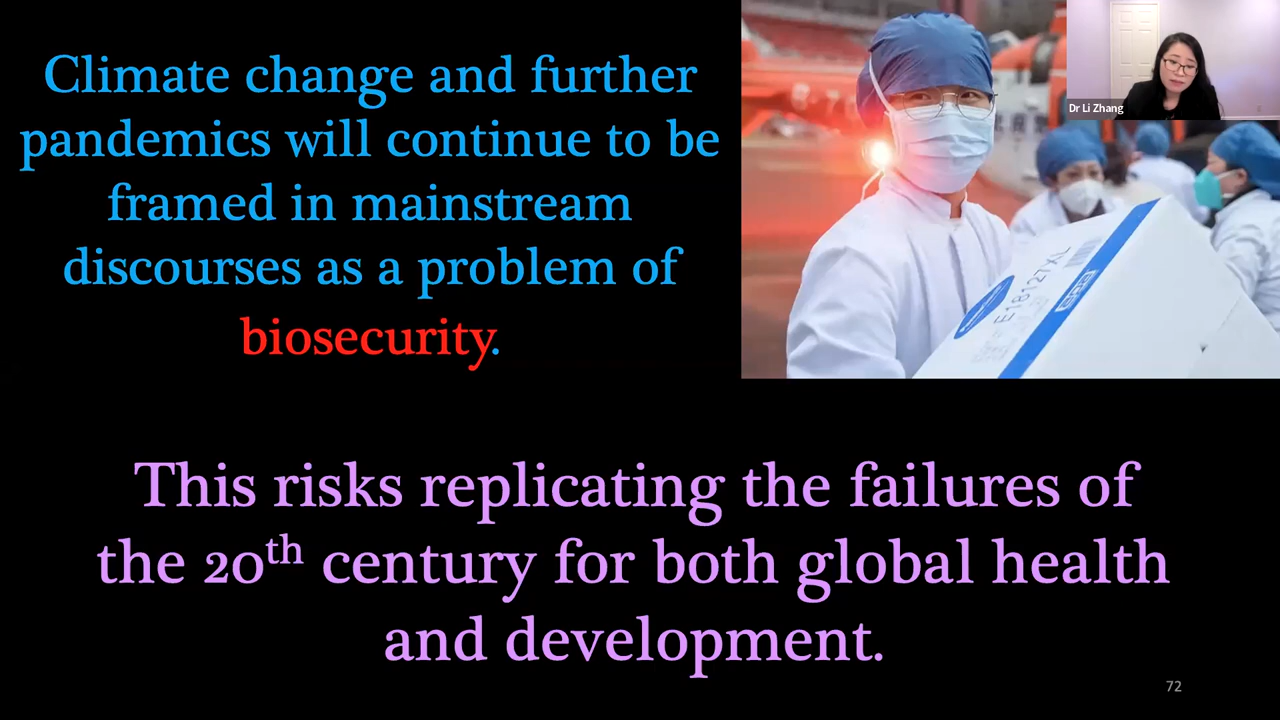 Climate change and further
pandemics will continue to be
framed in mainstream
discourses as a problem of
biosecurity.
Dr Li Zhang
E18127XL
This risks replicating the failures of
the 20th century for both global health
and development.
72